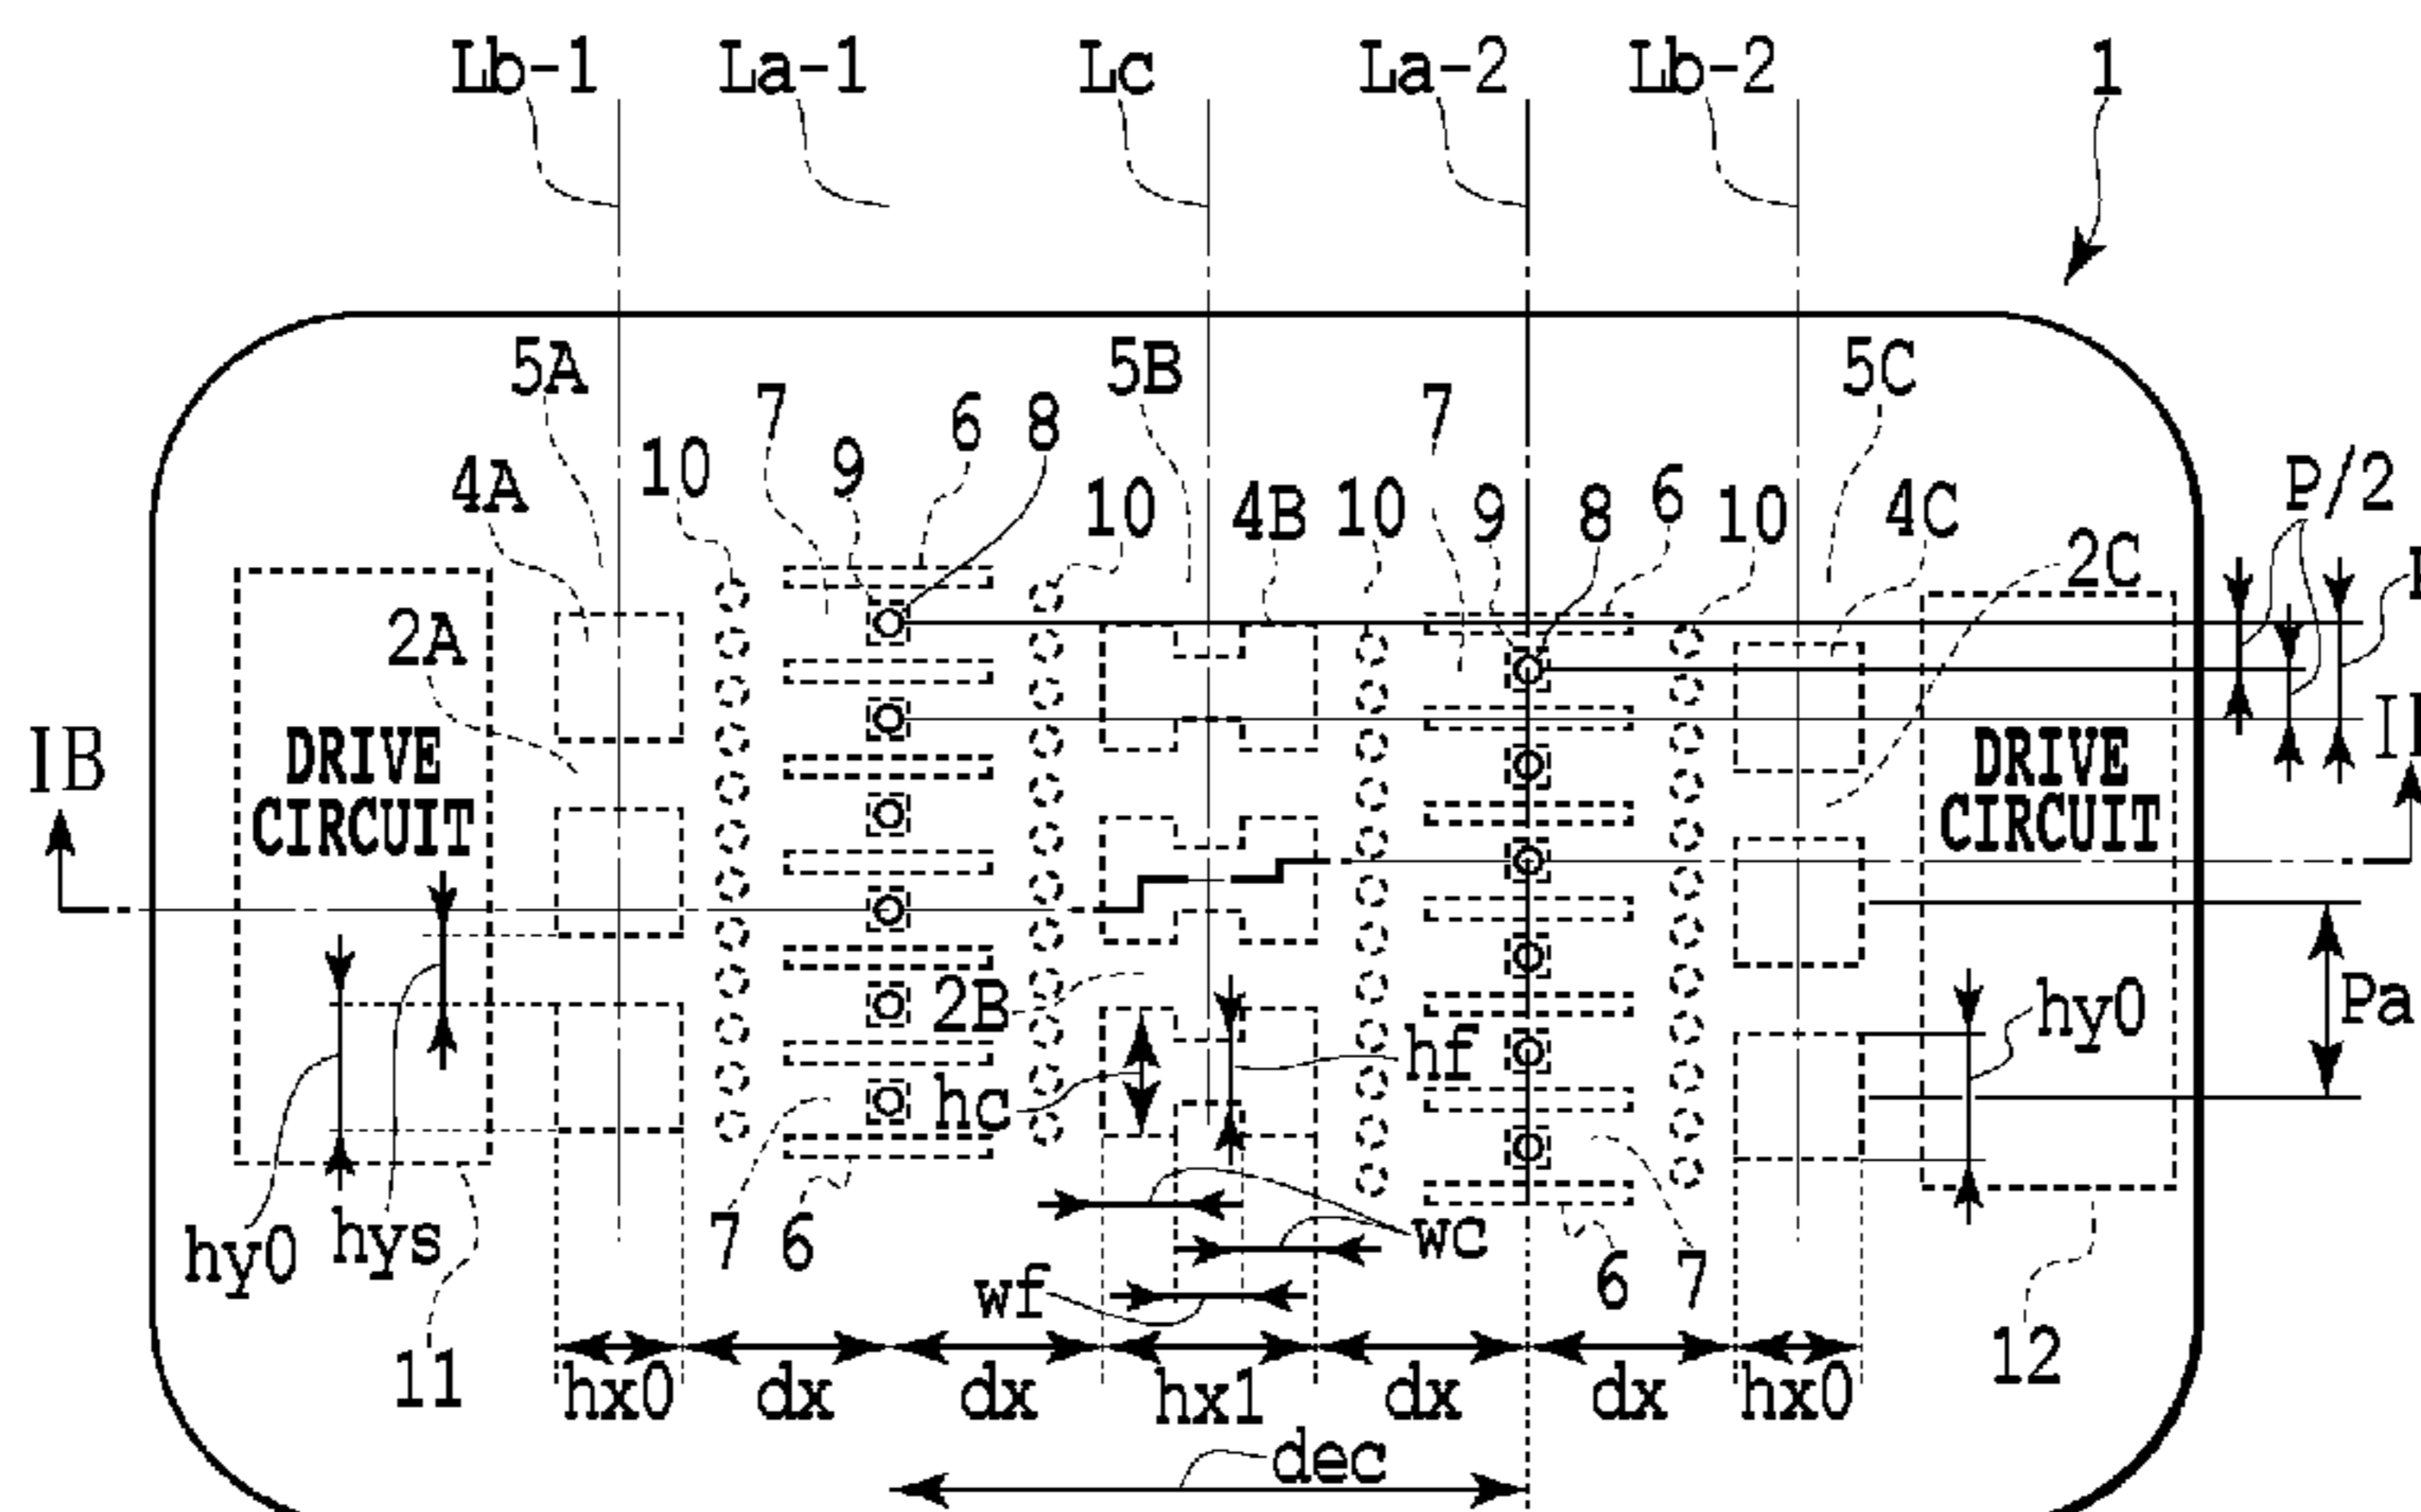 Lb-1 La-1 Lc La-2 Lb-2 1
5A 5B 5C
7 6 8 7
4A 10 9 10 4B 10 9 8 6 10 4C P/2
2C
2A
IB DRIVE CIRCUIT DRIVE CIRCUIT
2B hy0 Pa
hc hf
hy0 hys 7 6 wc 6 7
wf
11 12
hx0 dx dx hx1 dx dx hx0
dec